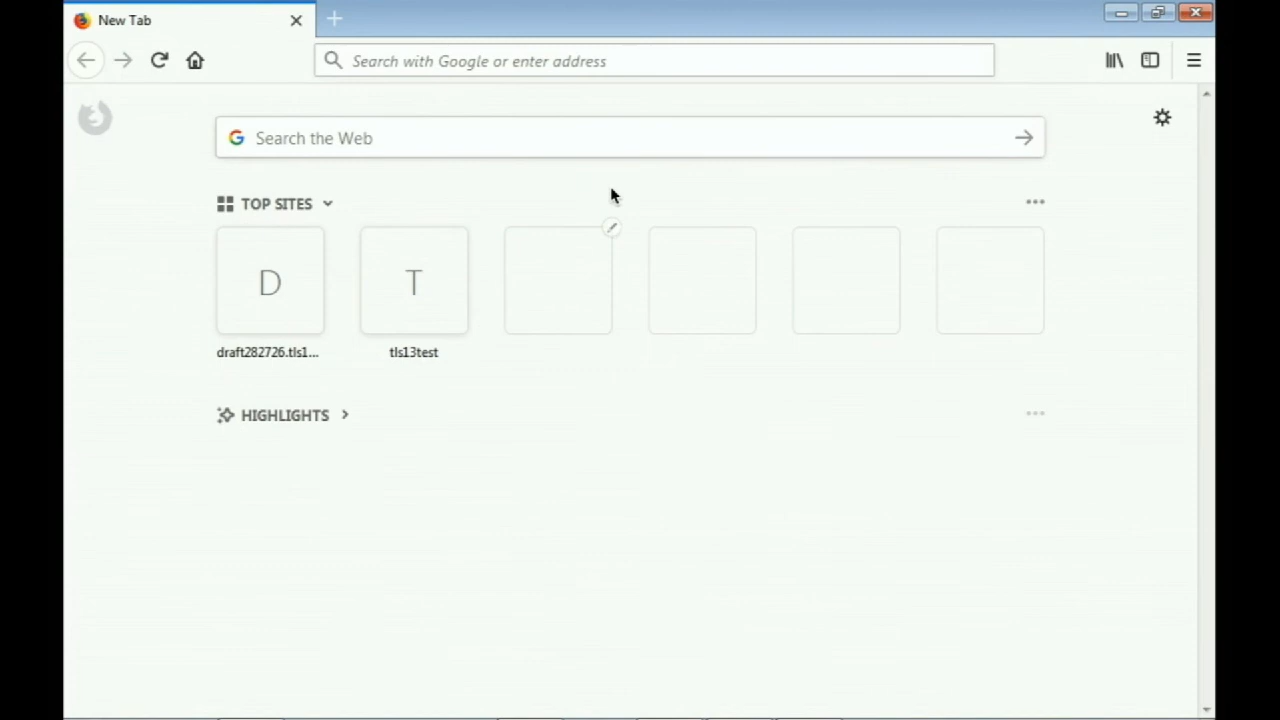 New Tab
Search with Google or enter address
Search the Web
TOP SITES
D
T
draft282726.tls1...
tls13test
HIGHLIGHTS